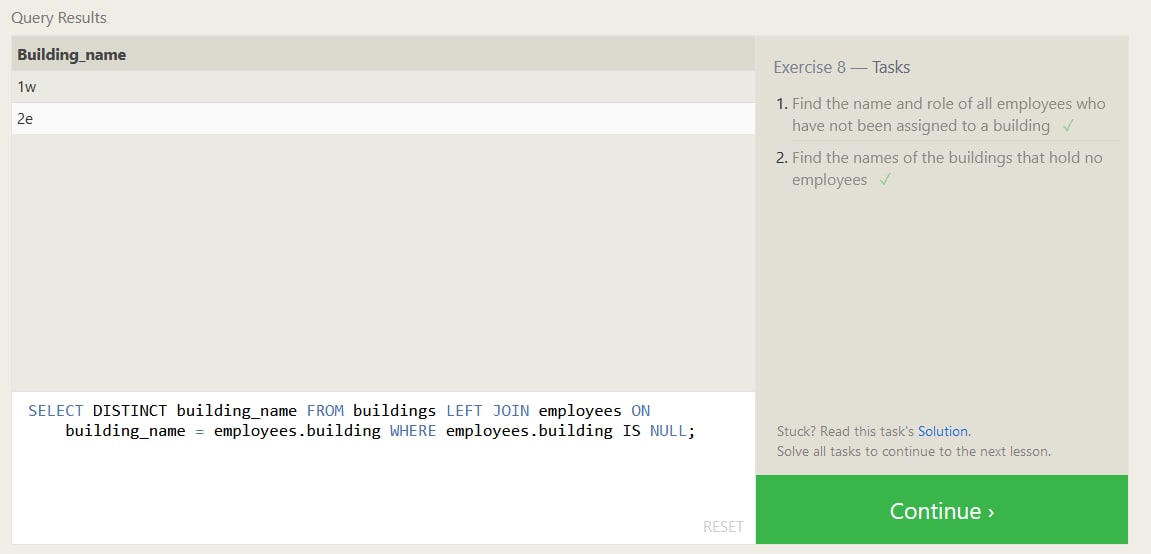 Query Results
Building_name
1w
2e
SELECT DISTINCT building_name FROM buildings LEFT JOIN employees ON
building_name = employees.building WHERE employees.building IS NULL;
RESET
Exercise 8 — Tasks
1. Find the name and role of all employees who
have not been assigned to a building ✓
2. Find the names of the buildings that hold no
employees ✓
Stuck? Read this task's Solution.
Solve all tasks to continue to the next lesson.
Continue ›